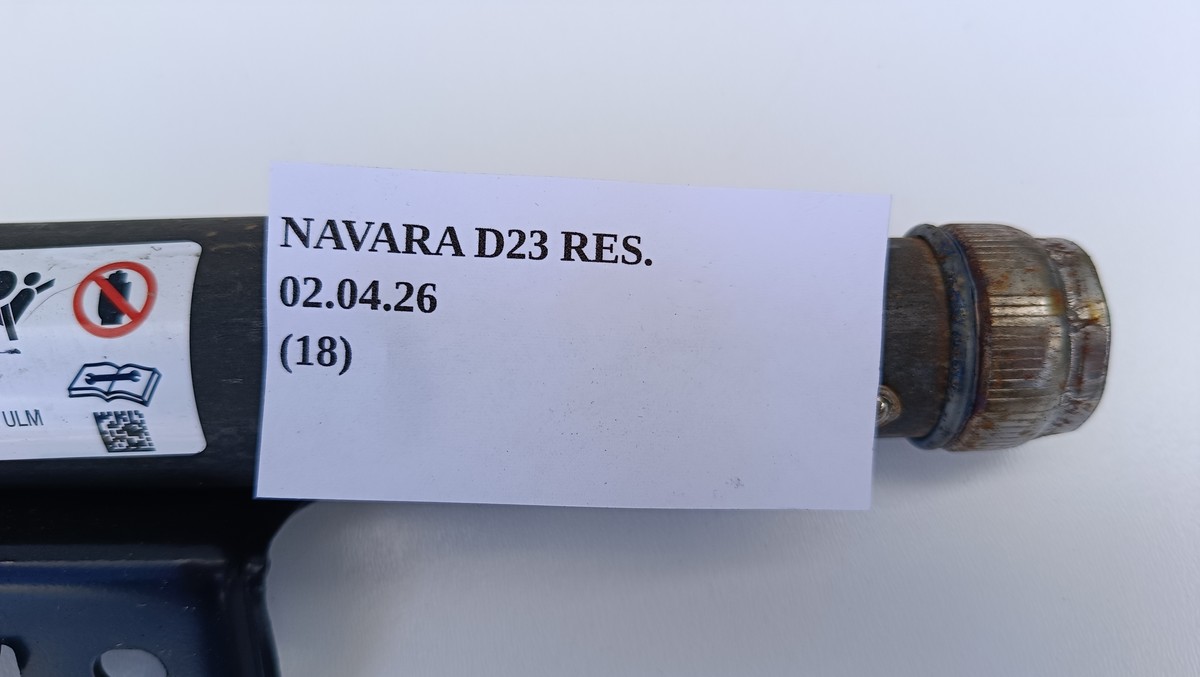 NAVARA D23 RES.
02.04.26
(18)
ULM